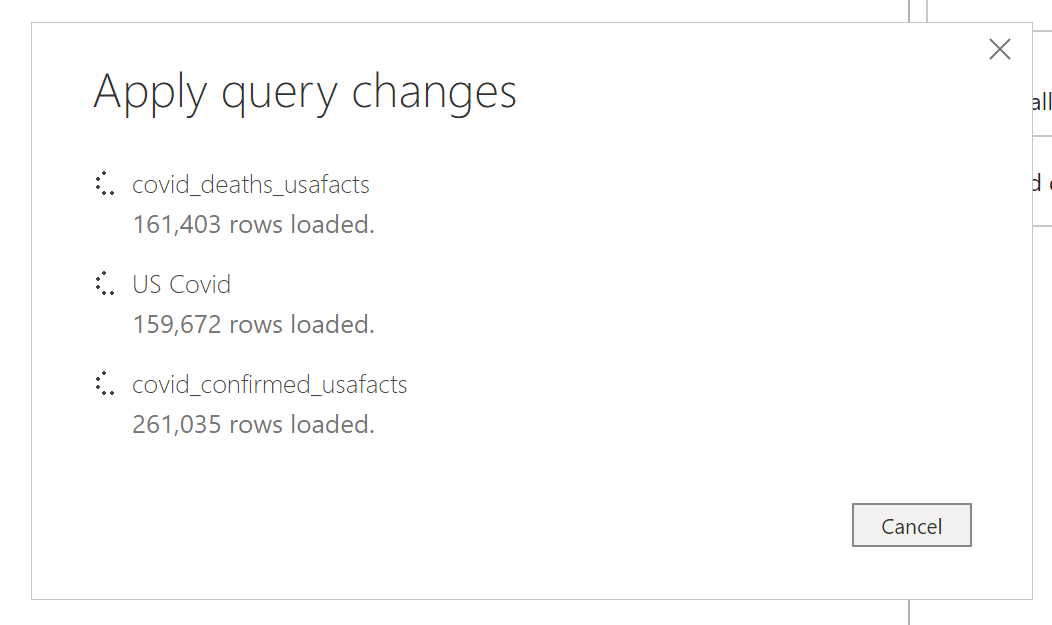 Apply query changes
all
covid_deaths_usafacts
161,403 rows loaded.
d
US Covid
159,672 rows loaded.
covid_confirmed_usafacts
261,035 rows loaded.
Cancel